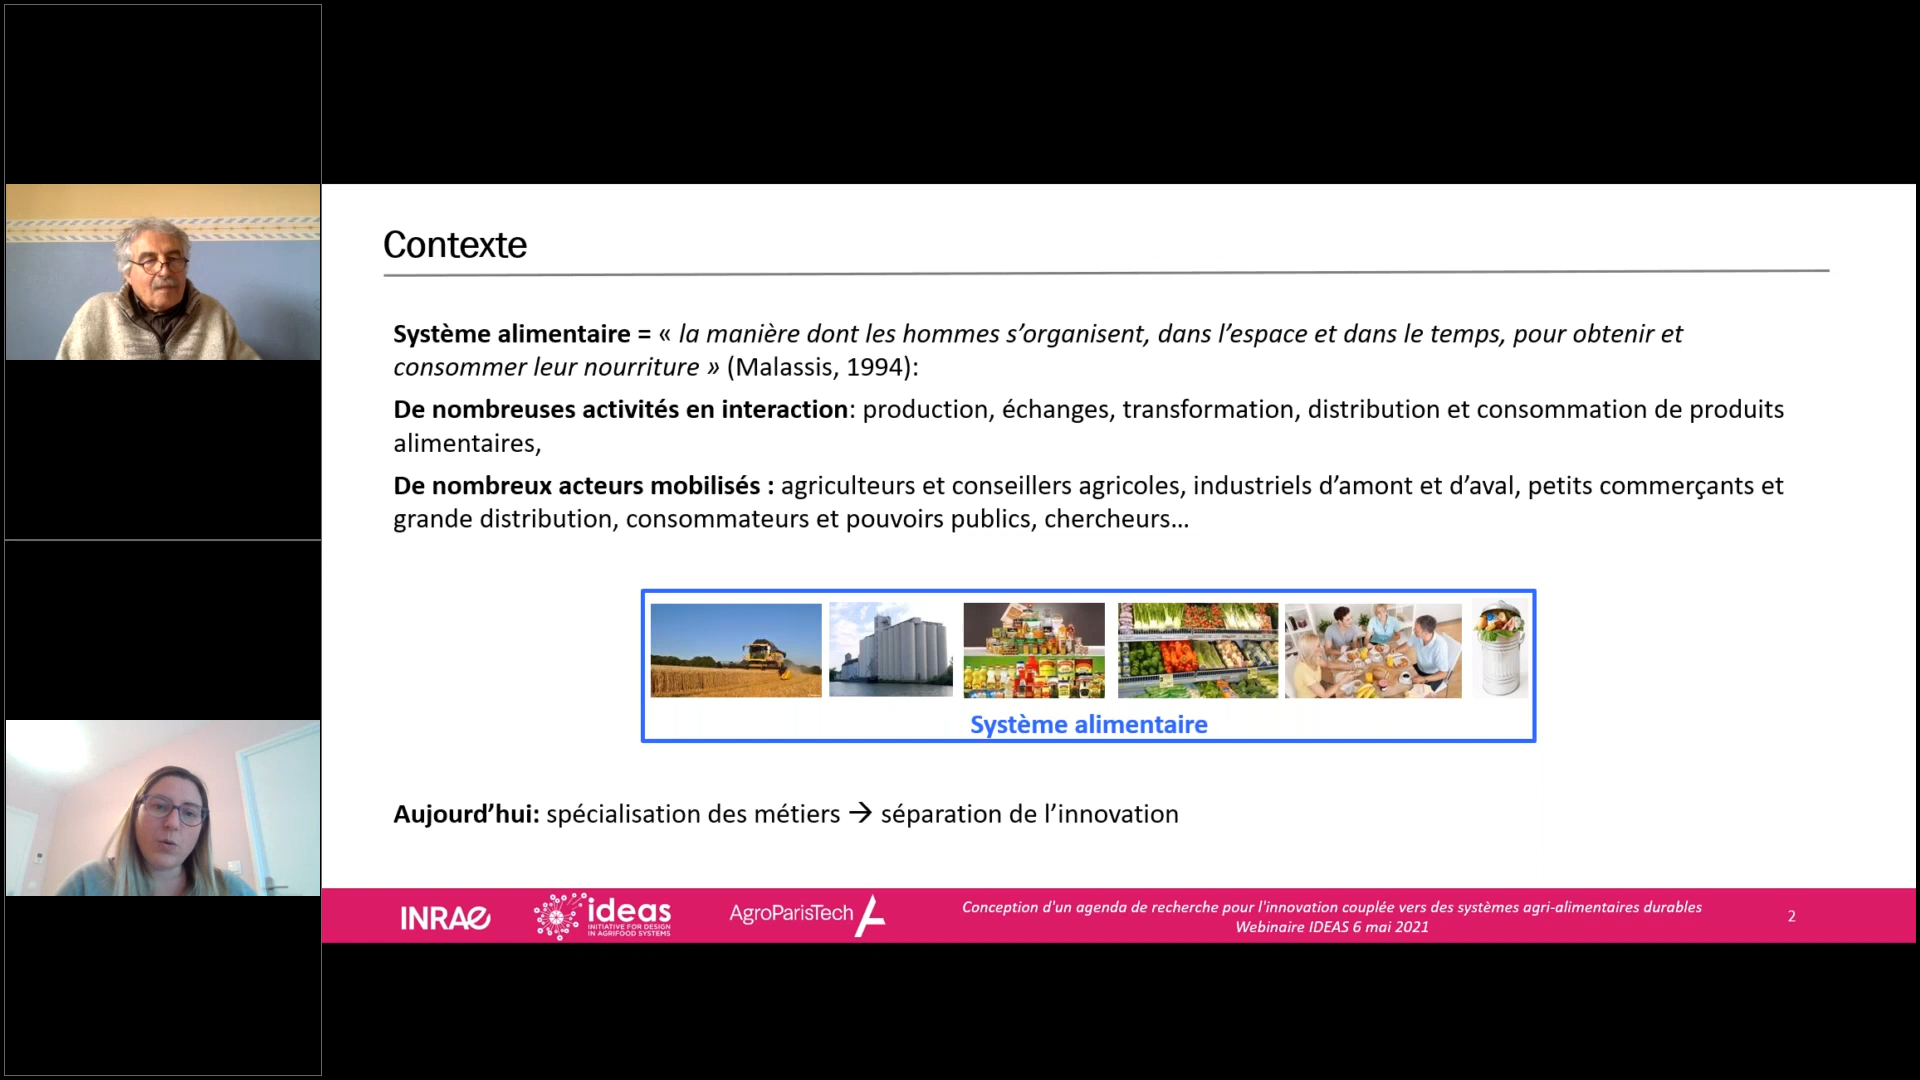 Contexte
Système alimentaire = « la manière dont les hommes s’organisent, dans l’espace et dans le temps, pour obtenir et
consommer leur nourriture » (Malassis, 1994):
De nombreuses activités en interaction: production, échanges, transformation, distribution et consommation de produits
alimentaires,
De nombreux acteurs mobilisés : agriculteurs et conseillers agricoles, industriels d’amont et d’aval, petits commerçants et
grande distribution, consommateurs et pouvoirs publics, chercheurs…
Système alimentaire
Aujourd’hui: spécialisation des métiers → séparation de l’innovation
INRAE
ideas
INITIATIVE FOR DESIGN
IN AGRIFOOD SYSTEMS
AgroParisTech
Conception d'un agenda de recherche pour l'innovation couplée vers des systèmes agri-alimentaires durables
Webinaire IDEAS 6 mai 2021
2